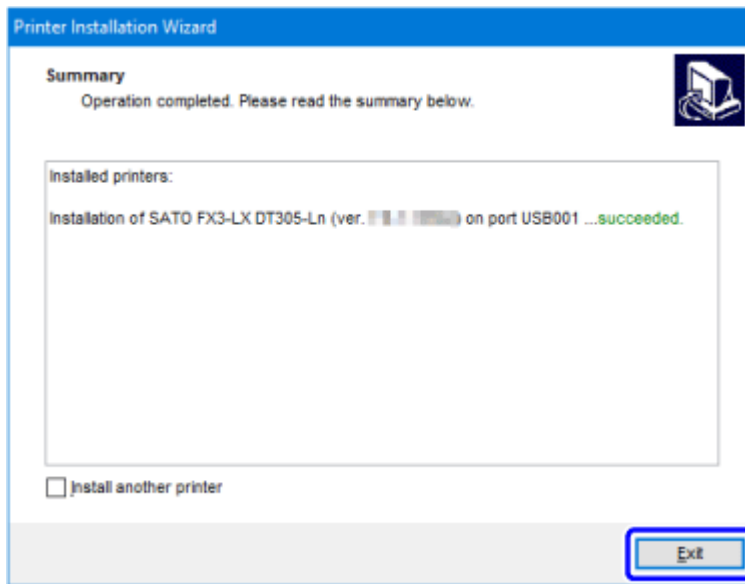 Printer Installation Wizard
Summary
Operation completed. Please read the summary below.
Installed printers:
Installation of SATO FX3-LX DT305-Ln (ver. ) on port USB001 ...succeeded.
Install another printer
Exit